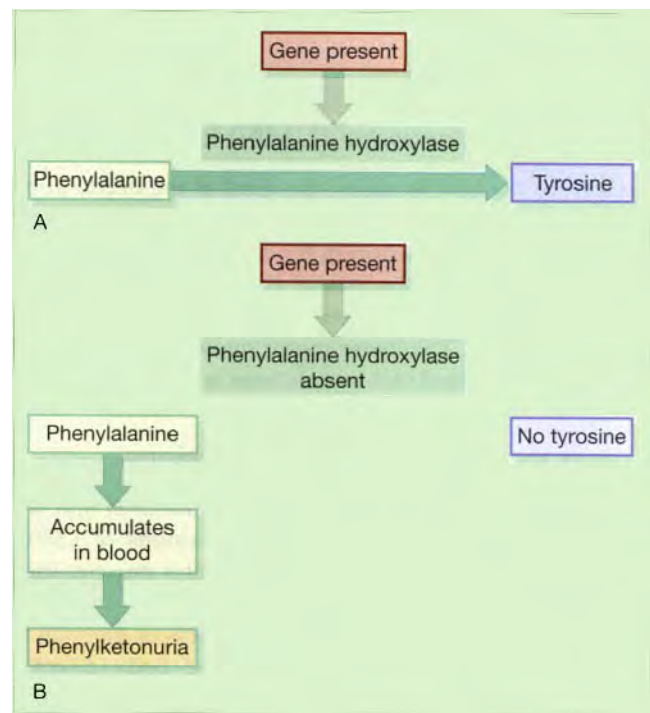 Gene present
Phenylalanine hydroxylase
Phenylalanine
Tyrosine
A
Gene present
Phenylalanine hydroxylase
absent
Phenylalanine
No tyrosine
Accumulates
in blood
Phenylketonuria
B